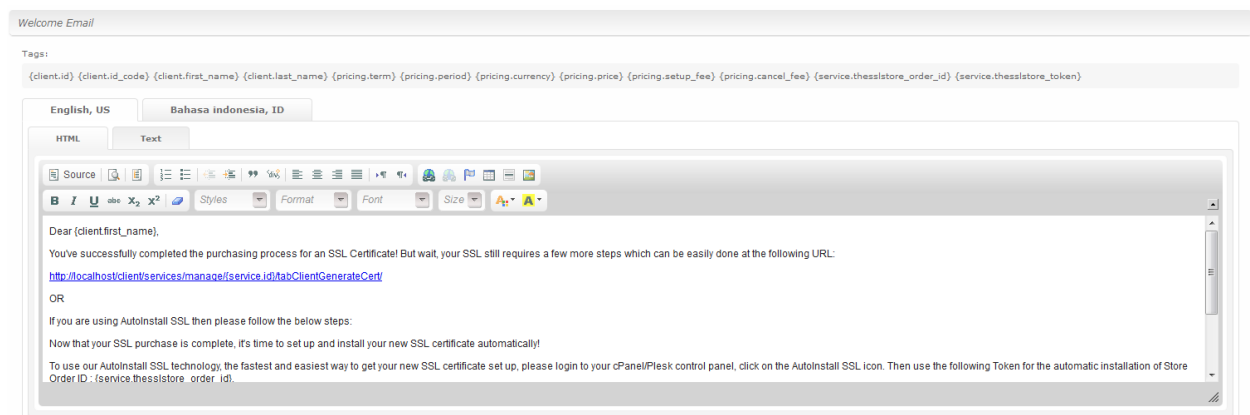 Welcome Email
Tags:
{client.id} {client.id_code} {client.first_name} {client.last_name} {pricing.term} {pricing.period} {pricing.currency} {pricing.price} {pricing.setup_fee} {pricing.cancel_fee} {service.thesslstore_order_id} {service.thesslstore_token}
English, US Bahasa indonesia, ID
HTML Text
Source
B I U abc X₂ X² Styles Format Font Size A A
Dear {client.first_name},
You've successfully completed the purchasing process for an SSL Certificate! But wait, your SSL still requires a few more steps which can be easily done at the following URL:
http://localhost/client/services/manage/{service.id}/tabClientGenerateCert/
OR
If you are using AutoInstall SSL then please follow the below steps:
Now that your SSL purchase is complete, it's time to set up and install your new SSL certificate automatically!
To use our AutoInstall SSL technology, the fastest and easiest way to get your new SSL certificate set up, please login to your cPanel/Plesk control panel, click on the AutoInstall SSL icon. Then use the following Token for the automatic installation of Store
Order ID : {service.thesslstore_order_id}.